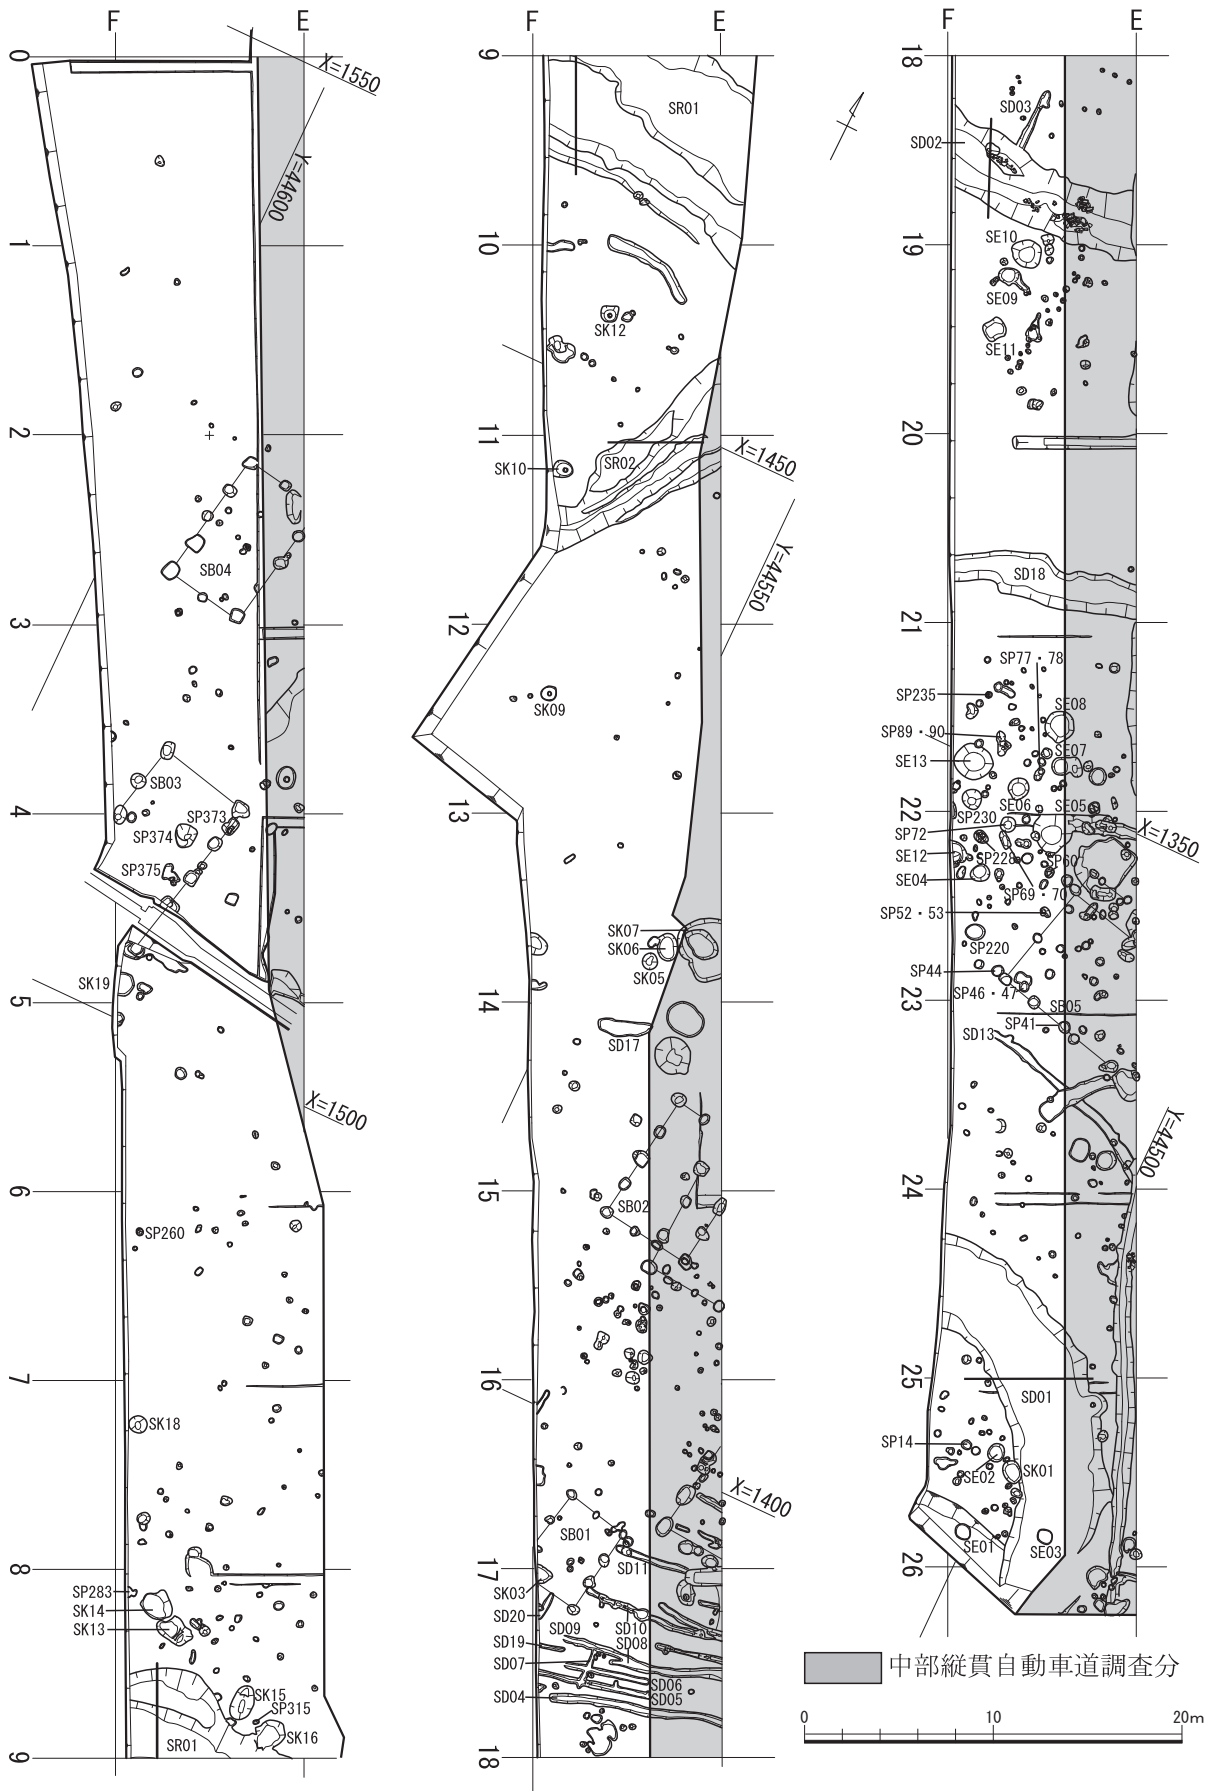 F
E
0
X=1550
Y=44600
1
2
SB04
3
SB03
4
SP373
SP374
SP375
SK19
5
X=1500
6
SP260
7
SK18
8
SP283
SK14
SK13
SK15
SP315
SK16
SR01
9
F
E
9
SR01
10
SK12
11
SR02
SK10
X=1450
Y=44550
12
SK09
13
SK07
SK06
SK05
14
SD17
15
SB02
16
X=1400
SB01
17
SD11
SK03
SD20
SD09
SD10
SD08
SD19
SD07
SD06
SD05
SD04
18
F
E
18
SD03
SD02
19
SE10
SE09
SE11
20
SD18
21
SP77・78
SP235
SE08
SP89・90
SE07
SE13
22
SE06
SE05
SP230
SP72
X=1350
SE12
SP228
SP60
SE04
SP69・70
SP52・53
SP220
SP44
23
SP46・47
SB05
SP41
SD13
Y=44500
24
25
SD01
SP14
SE02
SK01
SE01
SE03
26
中部縦貫自動車道調査分
0
10
20m